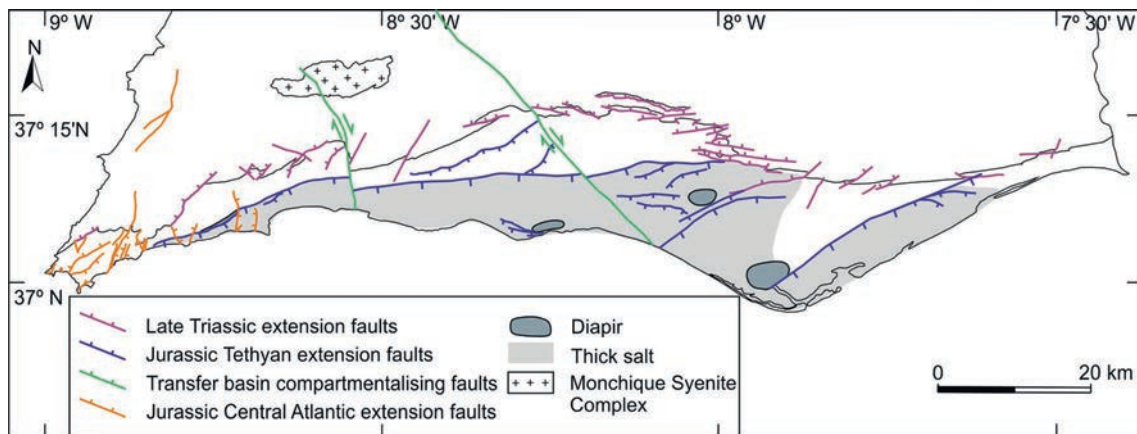 9º W
8º 30' W
8º W
7º 30' W
N
37º 15'N
37º N
Late Triassic extension faults
Jurassic Tethyan extension faults
Transfer basin compartmentalising faults
Jurassic Central Atlantic extension faults
Diapir
Thick salt
Monchique Syenite
Complex
0
20 km